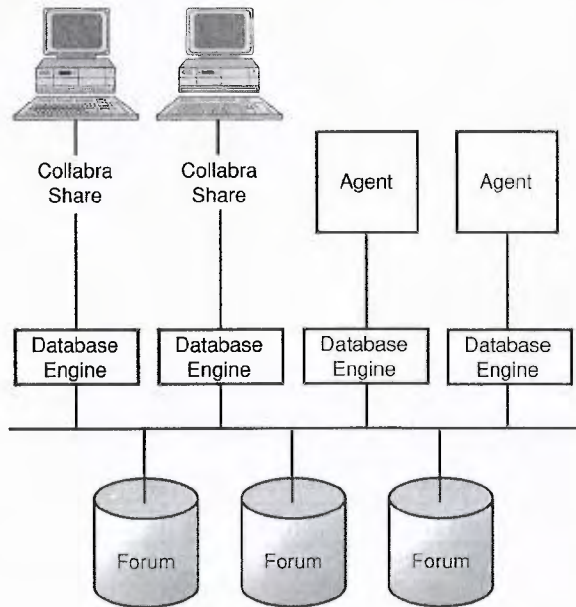 Collabra
Share
Collabra
Share
Agent
Agent
Database
Engine
Database
Engine
Database
Engine
Database
Engine
Forum
Forum
Forum